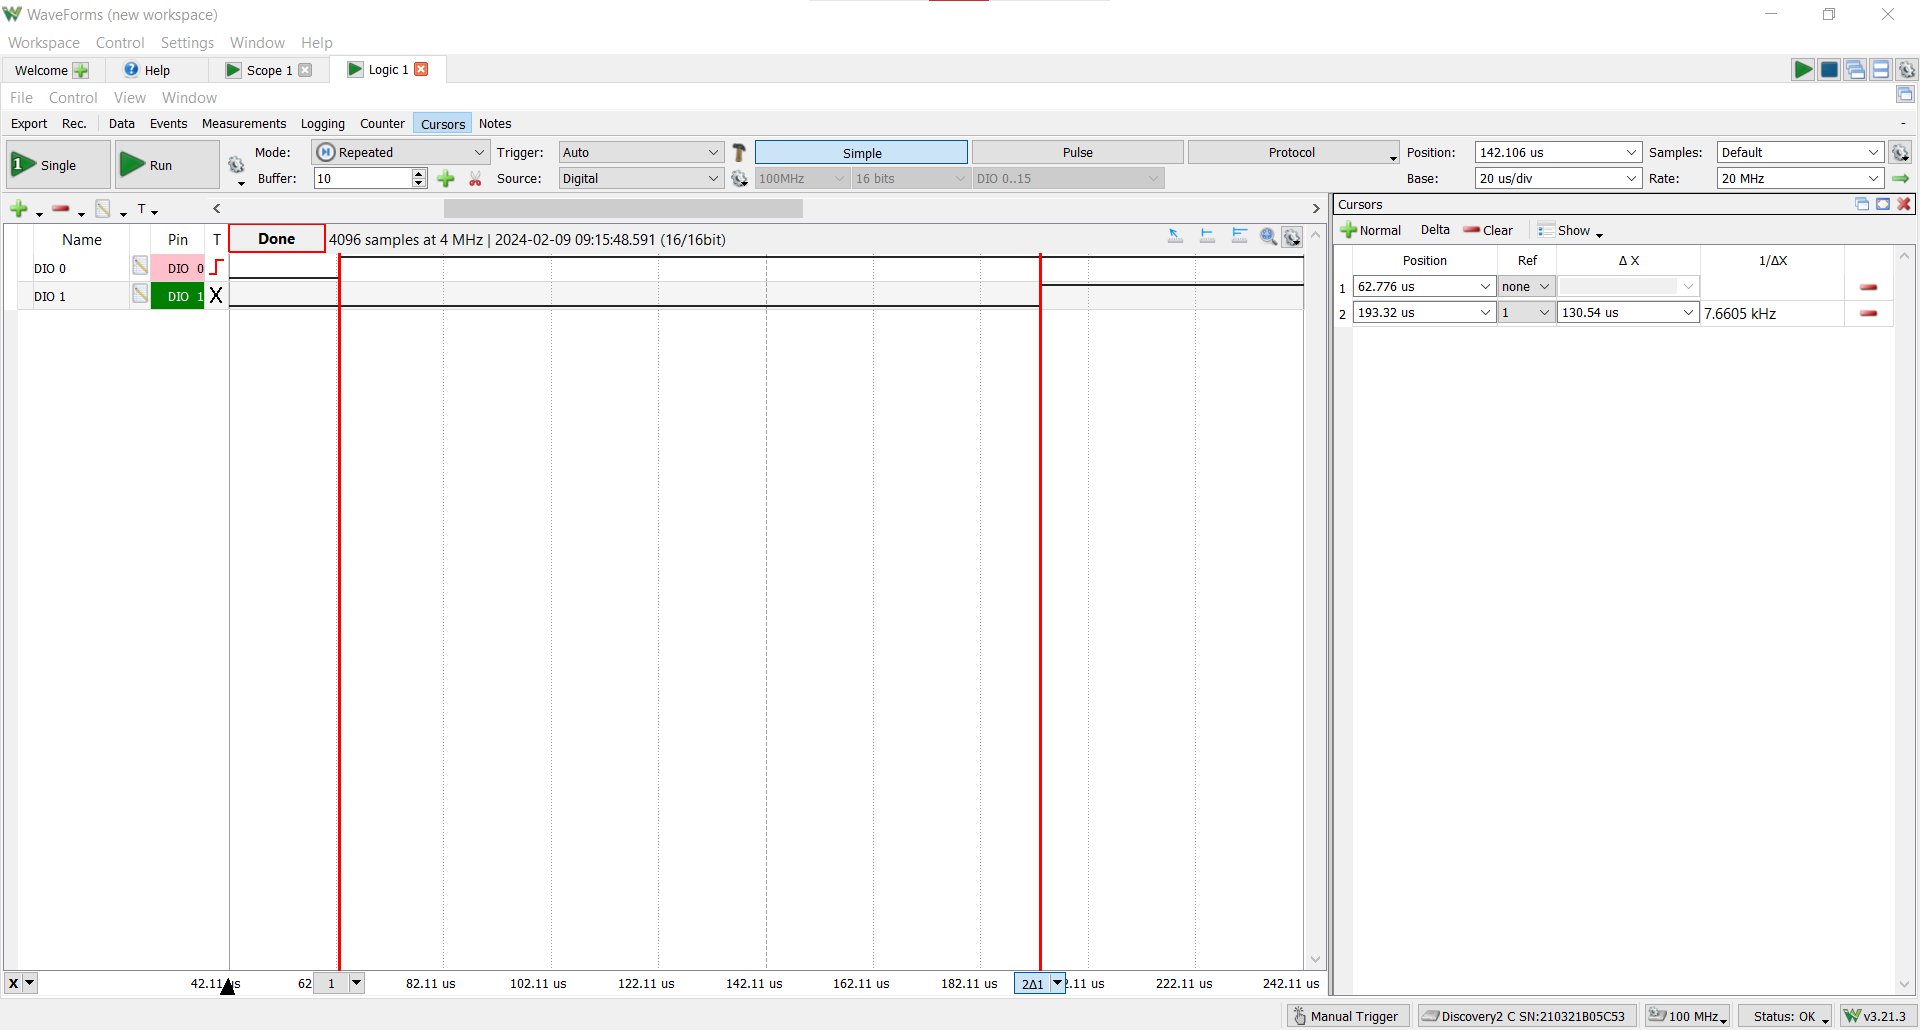 WaveForms (new workspace)
Workspace Control Settings Window Help
Welcome Help Scope 1 Logic 1
File Control View Window
Export Rec. Data Events Measurements Logging Counter Cursors Notes
1 Single Run Mode: Repeated Trigger: Auto Simple Pulse Protocol Position: 142.106 us Samples: Default
Buffer: 10 Source: Digital 100MHz 16 bits DIO 0..15 Base: 20 us/div Rate: 20 MHz
T
Cursors
Normal Delta Clear Show
Name Pin T Done 4096 samples at 4 MHz | 2024-02-09 09:15:48.591 (16/16bit)
DIO 0 DIO 0
DIO 1 DIO 1 X
Position Ref Δ X 1/ΔX
1 62.776 us none
2 193.32 us 1 130.54 us 7.6605 kHz
X 42.11 us 62 1 82.11 us 102.11 us 122.11 us 142.11 us 162.11 us 182.11 us 2Δ1 2.11 us 222.11 us 242.11 us
Manual Trigger Discovery2 C SN:210321B05C53 100 MHz Status: OK v3.21.3